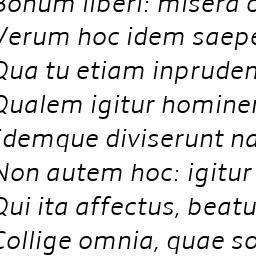 Bonum liberi: misera
Verum hoc idem saepe
Qua tu etiam inpruden
Qualem igitur hominem
Idemque diviserunt na
Non autem hoc: igitur
Qui ita affectus, beatu
Collige omnia, quae so